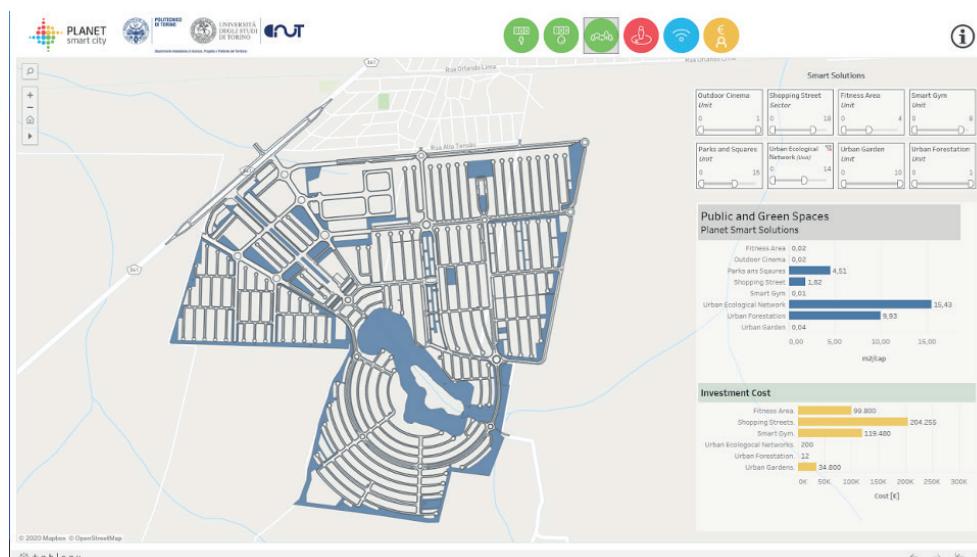 PLANET
smart city
POLITECNICO
DI TORINO
UNIVERSITÀ
DEGLI STUDI
DI TORINO
Rua Orlando Lima
Rua Orlando Lima
Rua Alto Tensão
Smart Solutions
Outdoor Cinema
Unit
0 1
Shopping Street
Sector
0 18
Fitness Area
Unit
0 4
Smart Gym
Unit
0 8
Parks and Squares
Unit
0 15
Urban Ecological
Network (Unit)
0 14
Urban Garden
Unit
0 10
Urban Forestation
Unit
0 1
Public and Green Spaces
Planet Smart Solutions
Fitness Area 0,02
Outdoor Cinema 0,02
Parks ans Sqaures 4,51
Shopping Street 1,82
Smart Gym 0,01
Urban Ecological Network 15,43
Urban Forestation 9,93
Urban Garden 0,04
0,00 5,00 10,00 15,00
m2/cap
Investment Cost
Fitness Area. 99.800
Shopping Streets. 204.255
Smart Gym. 119.480
Urban Ecologocal Networks. 200
Urban Forestation. 12
Urban Gardens. 34.800
0K 50K 100K 150K 200K 250K 300K
Cost [€]
© 2020 Mapbox © OpenStreetMap